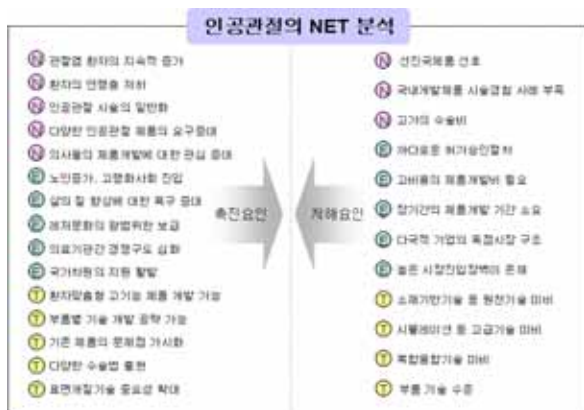 인공관절의 NET 분석
N 관절염 환자의 지속적 증가
N 환자의 연령층 저하
N 인공관절 시술의 일반화
N 다양한 인공관절 제품의 요구증대
N 의사들의 제품개발에 대한 관심 증대
E 노인증가, 고령화사회 진입
E 삶의 질 향상에 대한 욕구 증대
E 레저문화의 광범위한 보급
E 의료기관간 경쟁구도 심화
E 국가차원의 지원 활발
T 환자맞춤형 고기능 제품 개발 가능
T 부품별 기술 개발 공략 가능
T 기존 제품의 문제점 가시화
T 다양한 수술법 출현
T 표면개질기술 중요성 확대
촉진요인
저해요인
N 선진국제품 선호
N 국내개발제품 시술경험 사례 부족
N 고가의 수술비
E 까다로운 허가승인절차
E 고비용의 제품개발비 필요
E 장기간의 제품개발 기간 소요
E 다국적 기업의 독점시장 구조
E 높은 시장진입장벽이 존재
T 소재기반기술 등 원천기술 미비
T 시뮬레이션 등 고급기술 미비
T 복합융합기술 미비
T 부품 기술 수준